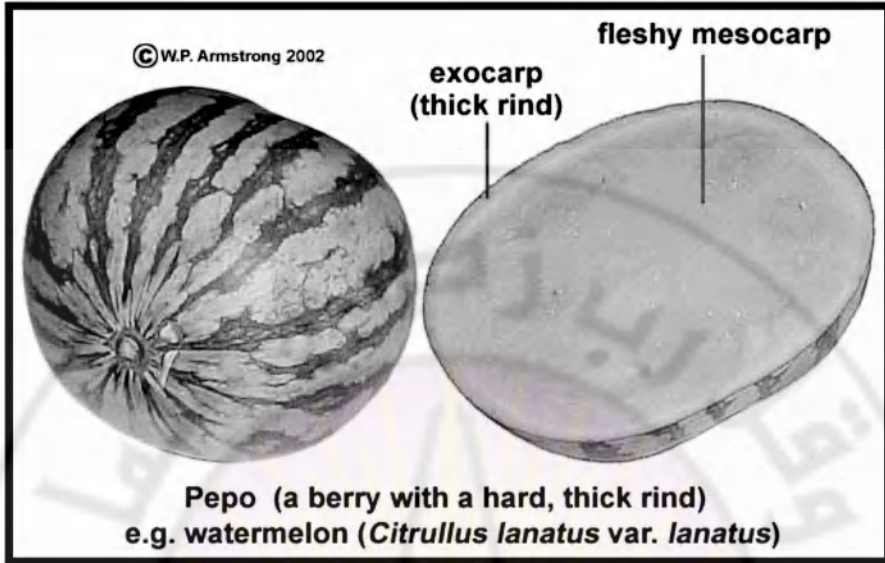 © W.P. Armstrong 2002
fleshy mesocarp
exocarp
(thick rind)
Pepo (a berry with a hard, thick rind)
e.g. watermelon (Citrullus lanatus var. lanatus)